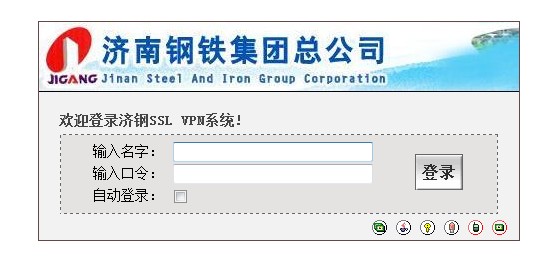 济南钢铁集团总公司
JIGANG Jinan Steel And Iron Group Corporation
欢迎登录济钢SSL VPN系统!
输入名字：
输入口令：
登录
自动登录：